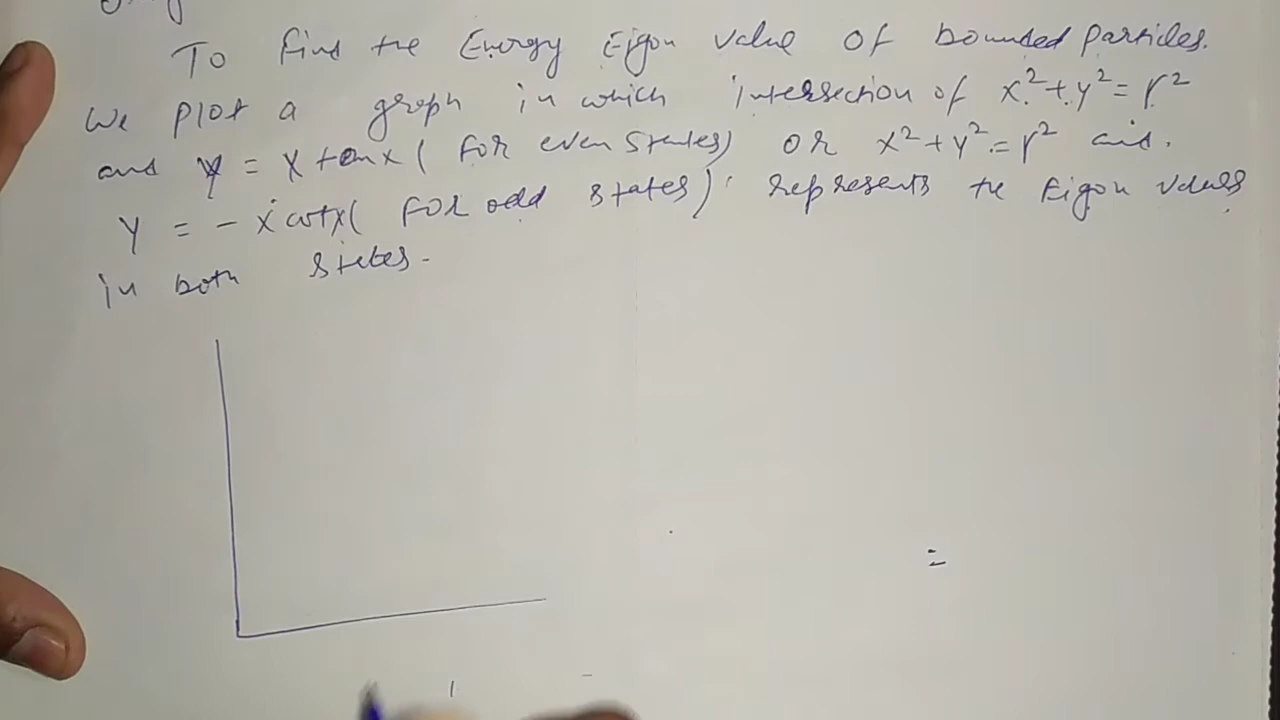 To find the Energy Eigon value of bounded particles.
we plot a graph in which intersection of x² + y² = r²
and y = x tan x ( for even states) or x² + y² = r² and.
y = - x cot x ( for odd states) represents the Eigon values
in both states.
=